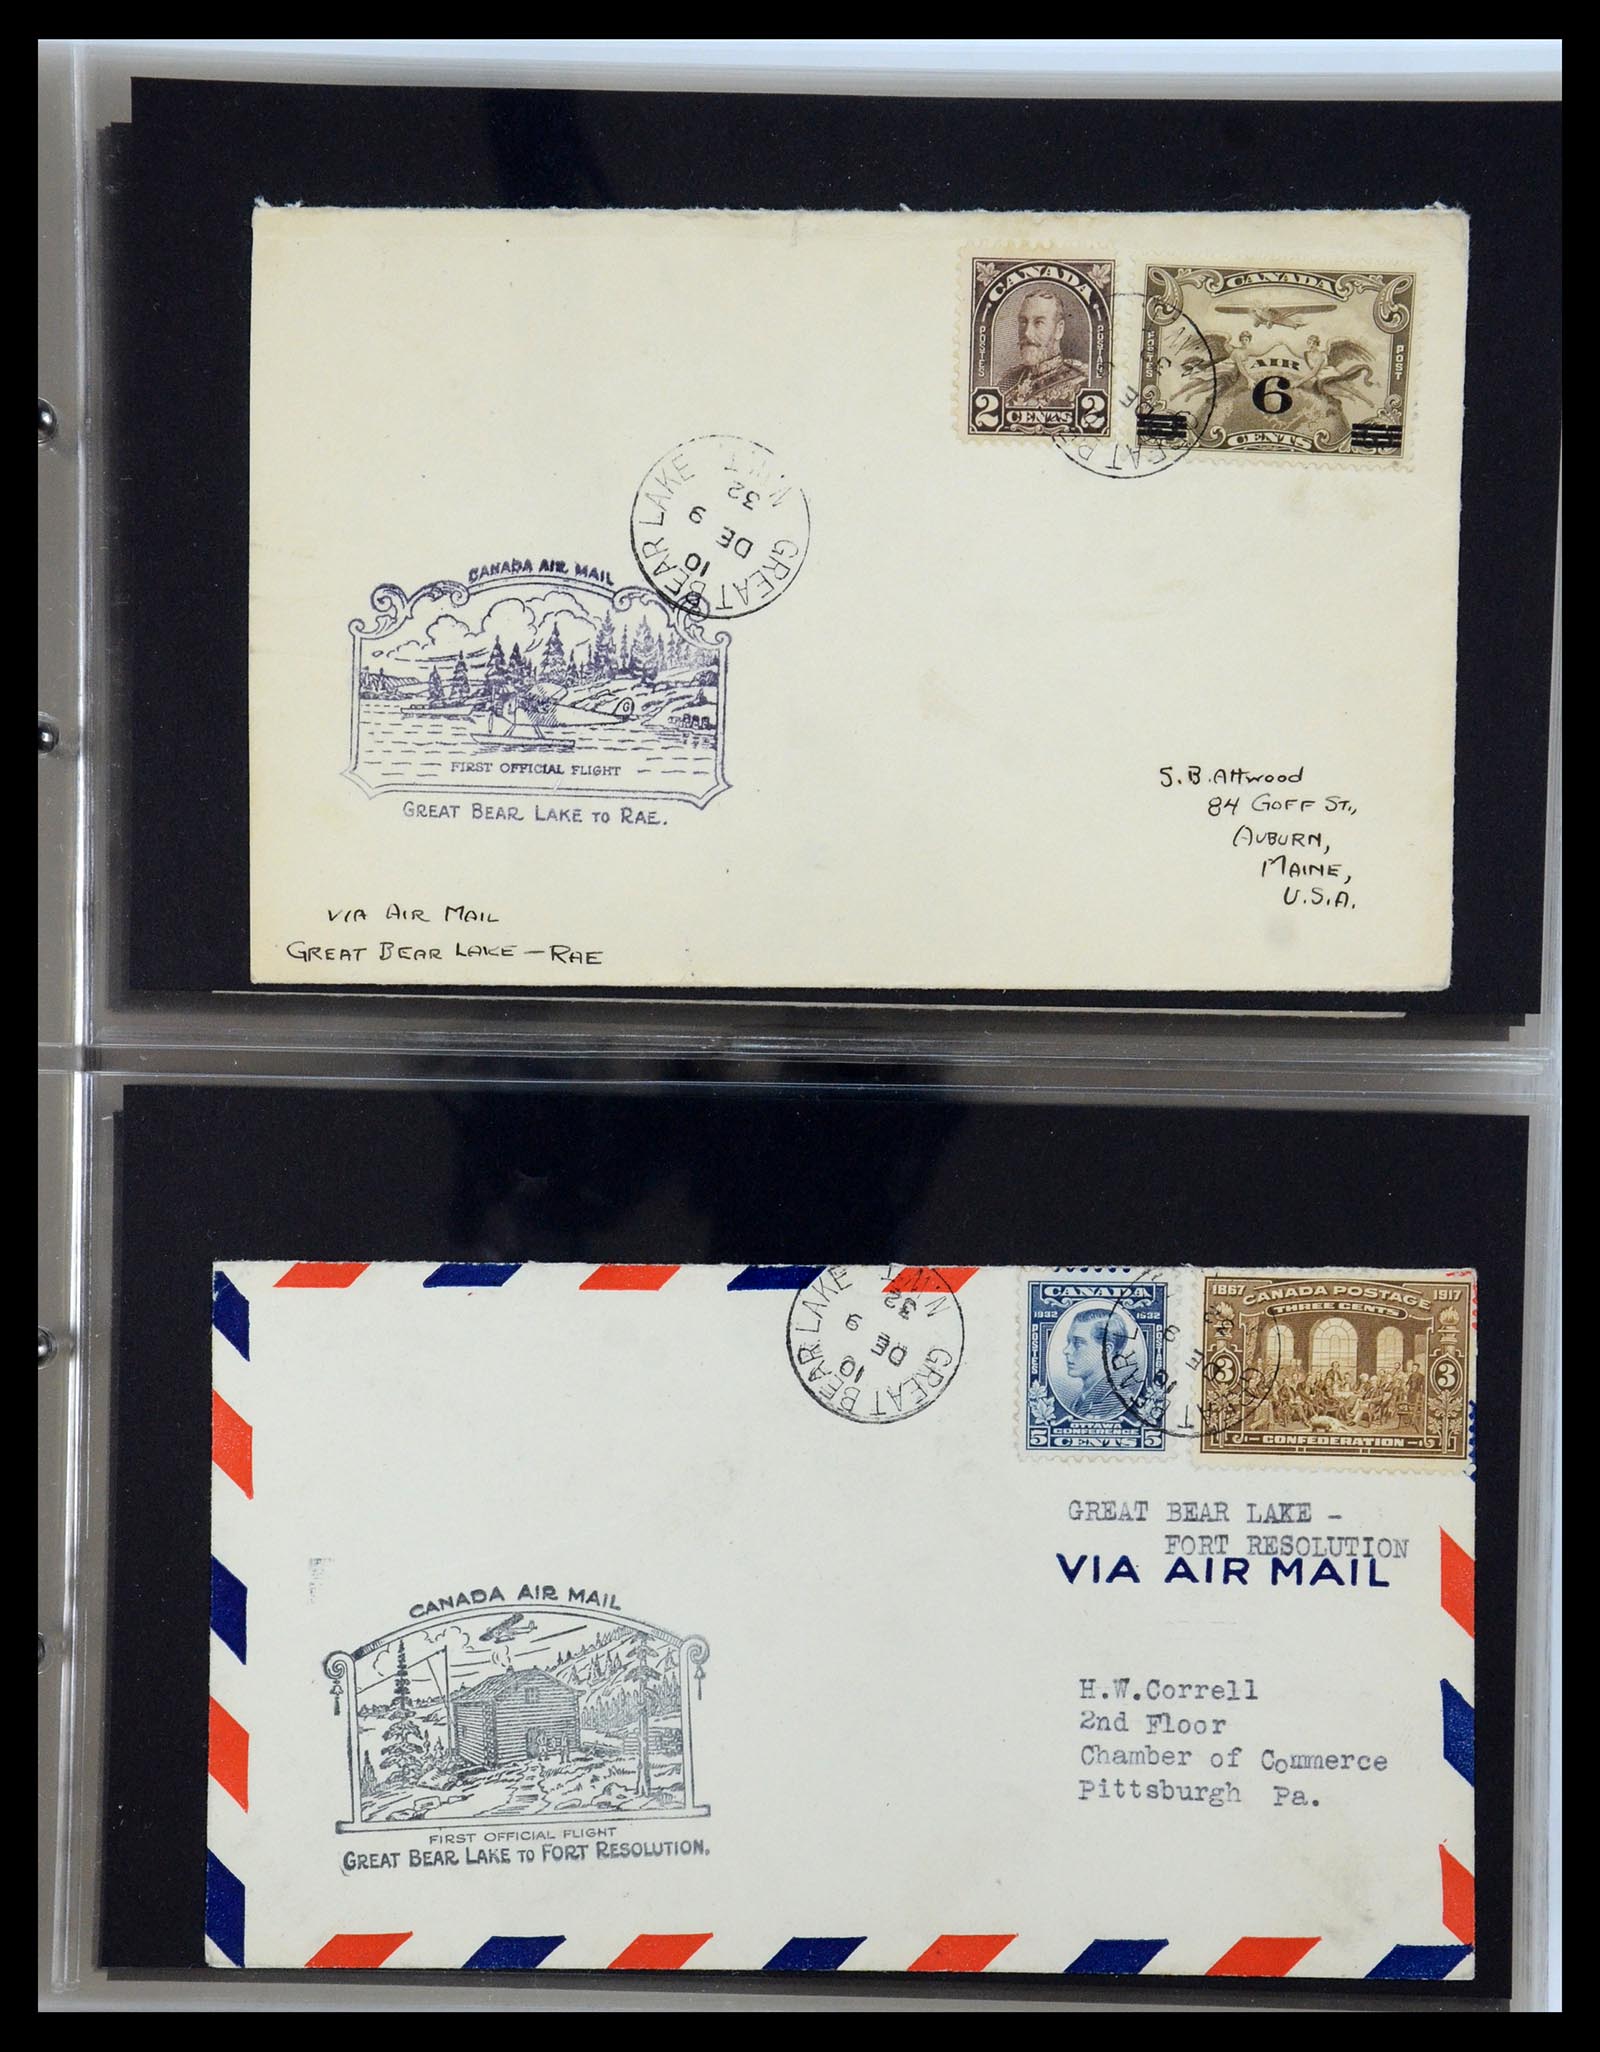 CANADA
POSTES POSTAGE
2 CENTS 2
CANADA
POSTES POST
AIR
6
CENTS
GREAT BEAR LAKE N.W.T.
10
DE 9
32
CANADA AIR MAIL
G
FIRST OFFICIAL FLIGHT
GREAT BEAR LAKE TO RAE.
S.B. Attwood
84 GOFF ST.,
AUBURN,
MAINE,
U.S.A.
VIA AIR MAIL
GREAT BEAR LAKE - RAE
GREAT BEAR LAKE N.W.T
10
DE 9
32
CANADA
1932 1932
POSTES POSTAGE
OTTAWA
CONFERENCE
5 CENTS 5
1867 CANADA POSTAGE 1917
THREE CENTS
3 3
CONFEDERATION
GREAT BEAR LAKE -
FORT RESOLUTION
VIA AIR MAIL
H.W.Correll
2nd Floor
Chamber of Commerce
Pittsburgh Pa.
CANADA AIR MAIL
FIRST OFFICIAL FLIGHT
GREAT BEAR LAKE TO FORT RESOLUTION.